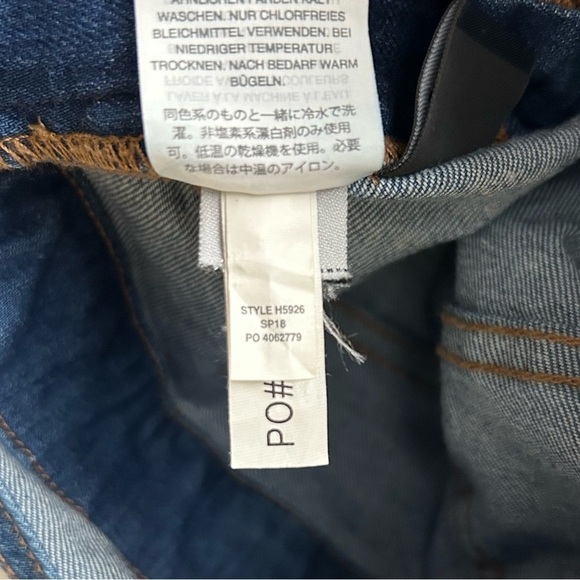 ÄHNLICHEN FARBEN KALT
WASCHEN. NUR CHLORFREIES
BLEICHMITTEL VERWENDEN. BEI
NIEDRIGER TEMPERATUR
TROCKNEN. NACH BEDARF WARM
BÜGELN.
同色系のものと一緒に冷水で洗
濯。非塩素系漂白剤のみ使用
可。低温の乾燥機を使用。必要
な場合は中温のアイロン。
STYLE H5926
SP18
PO 4062779
PO#